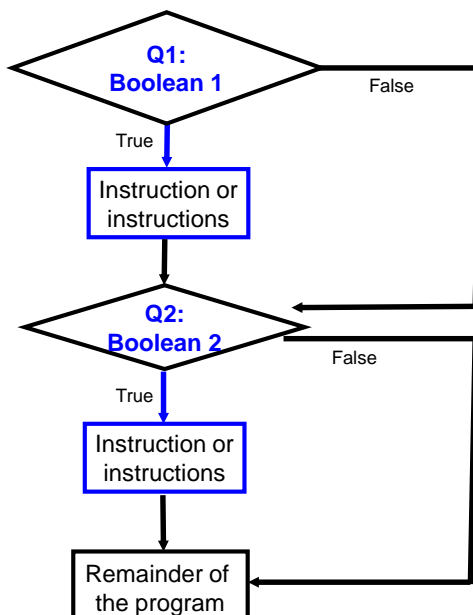 Q1:
Boolean 1
False
True
Instruction or
instructions
Q2:
Boolean 2
False
True
Instruction or
instructions
Remainder of
the program